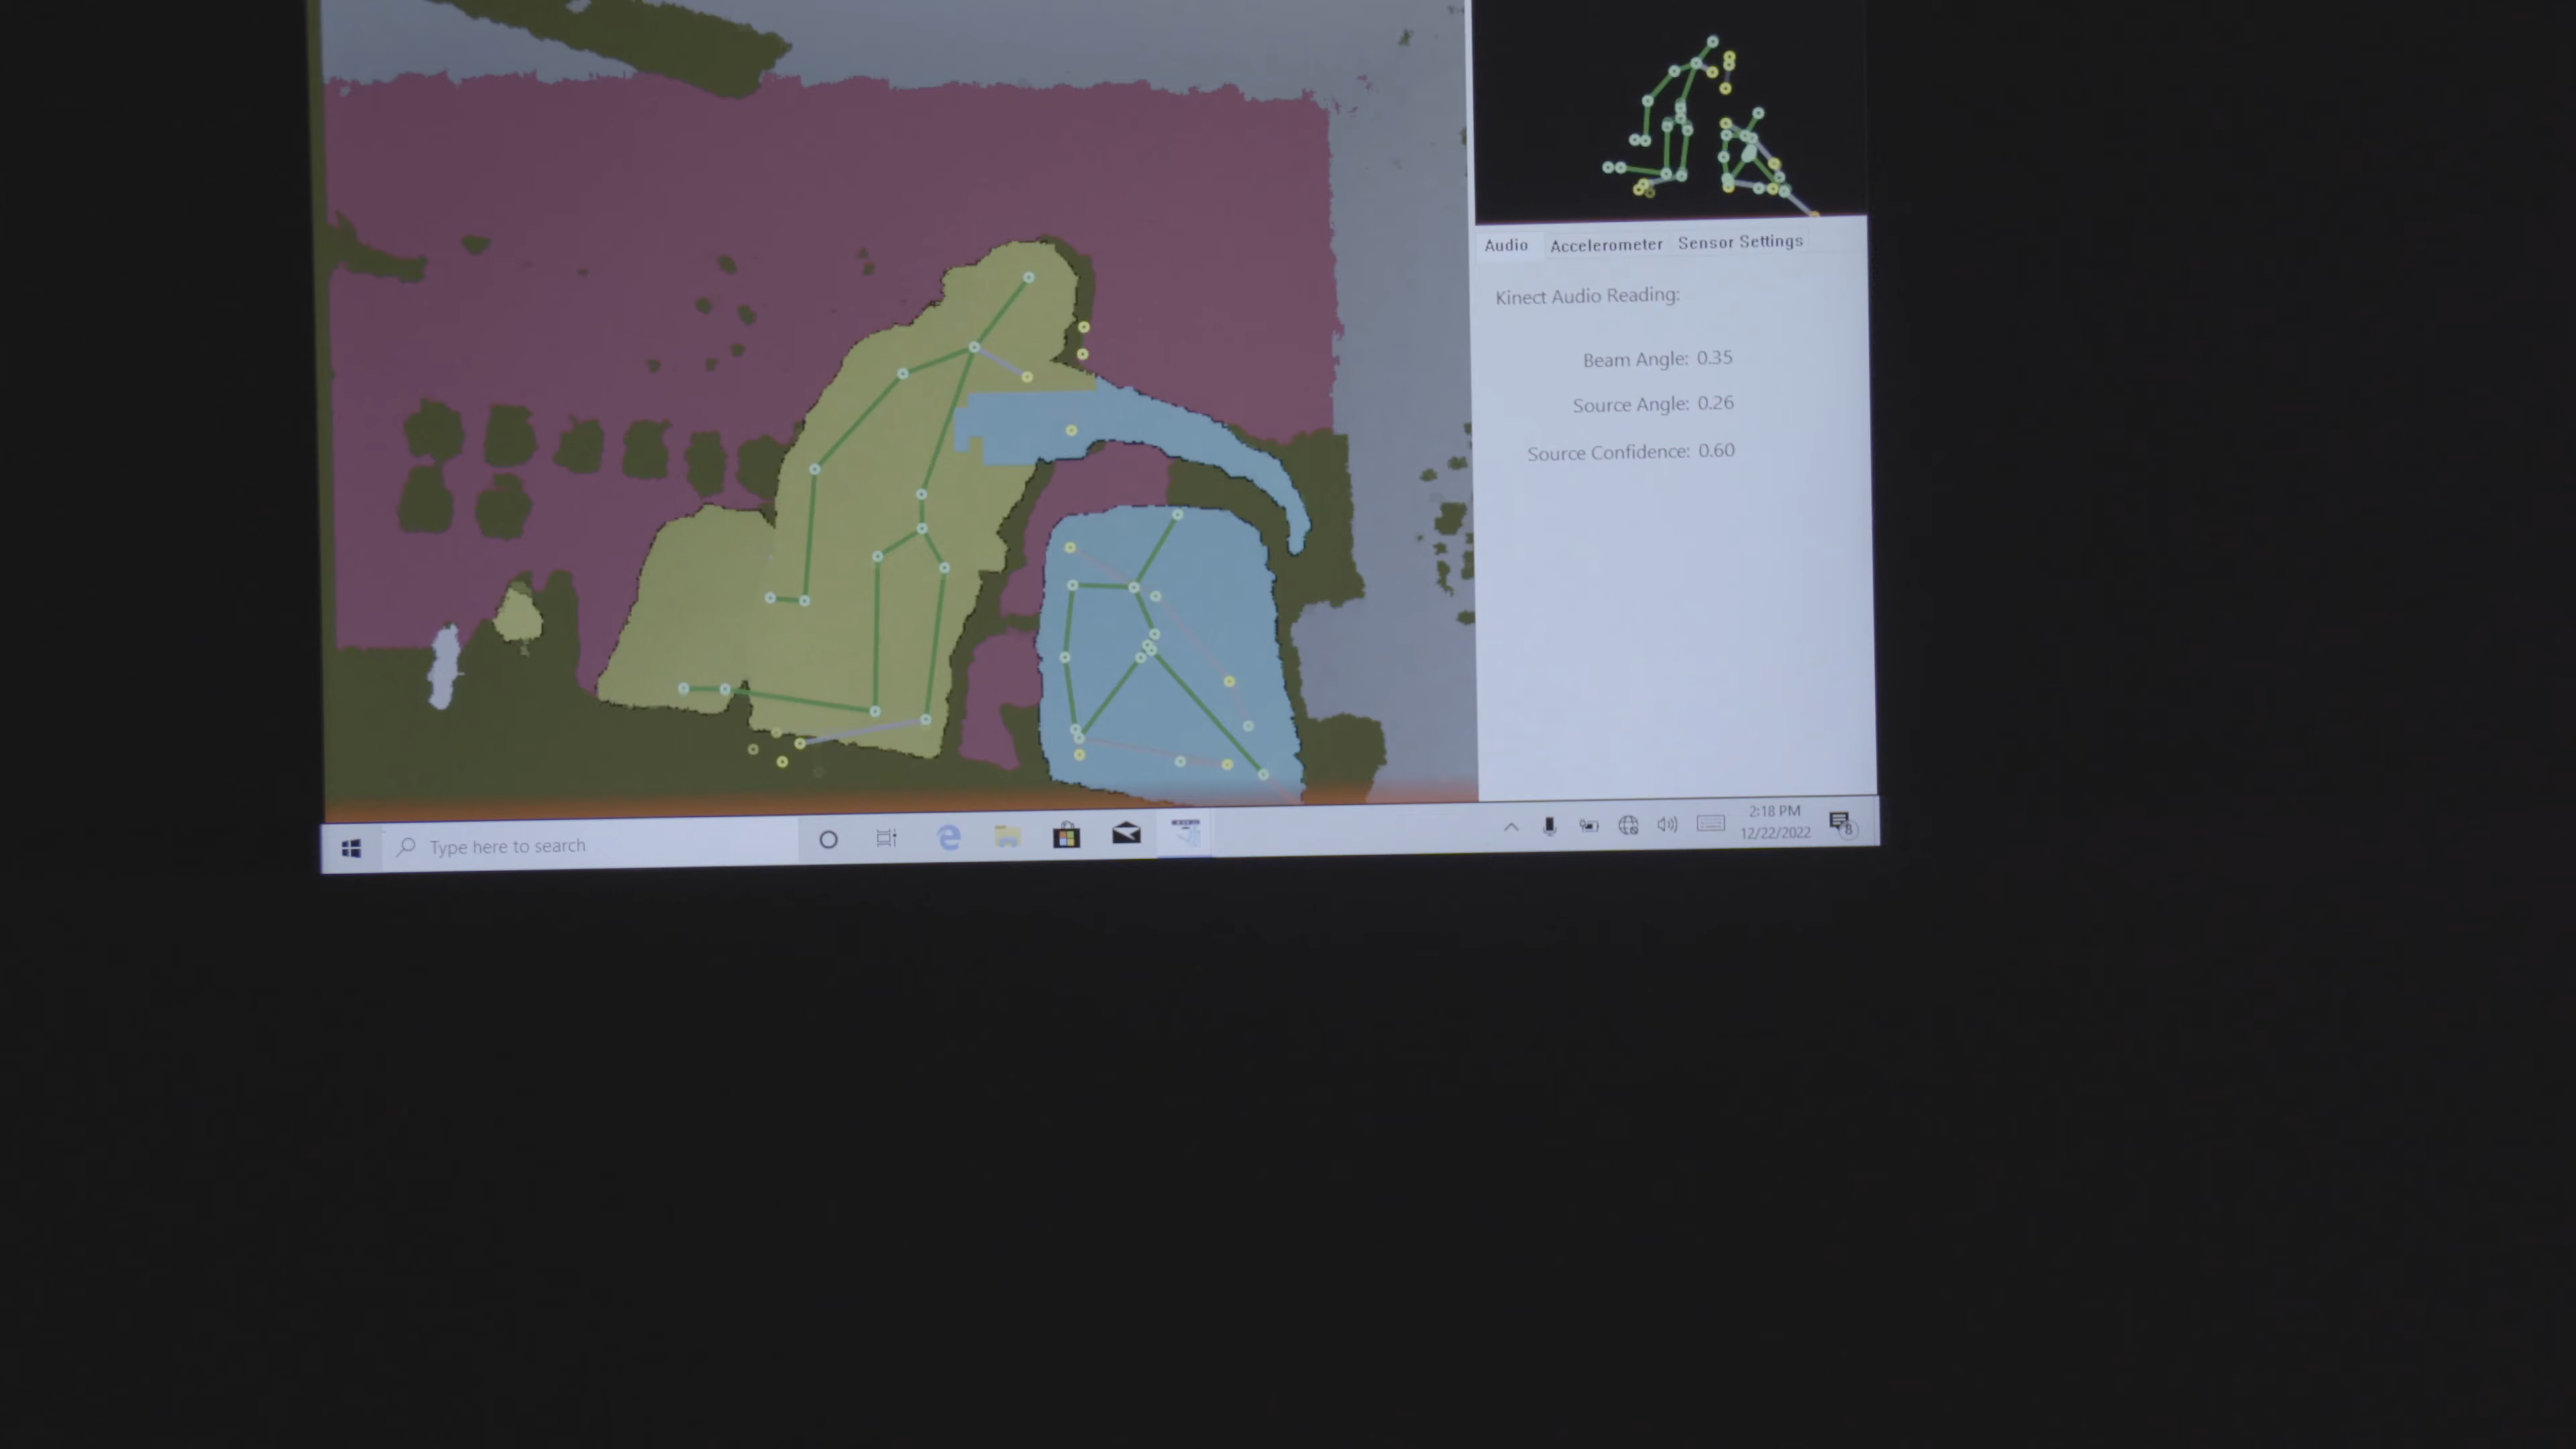 Audio Accelerometer Sensor Settings
Kinect Audio Reading:
Beam Angle: 0.35
Source Angle: 0.26
Source Confidence: 0.60
Type here to search
2:18 PM
12/22/2022
8